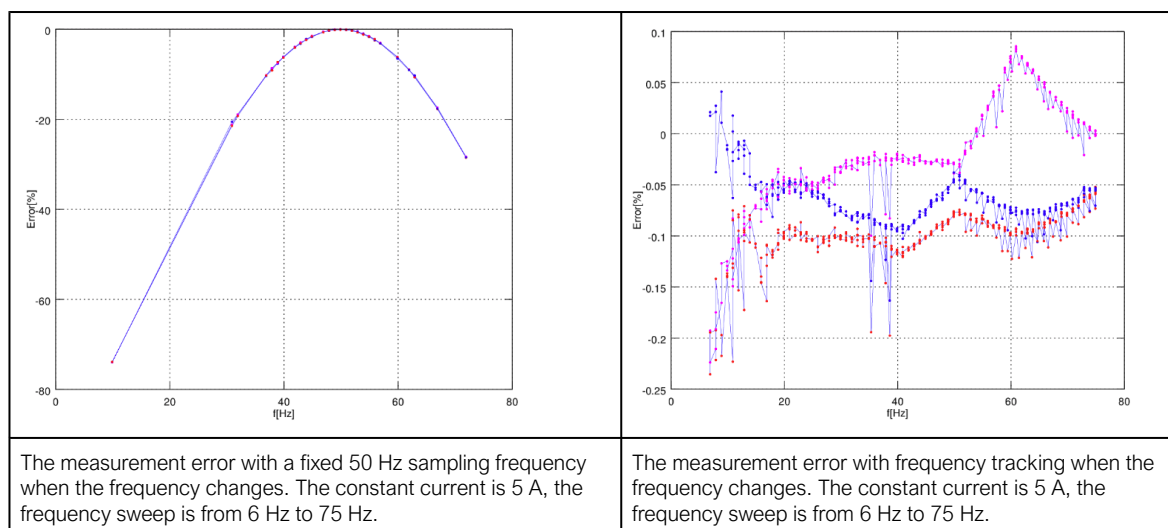 0
-20
-40
-60
-80
Error[%]
0
20
40
60
80
f[Hz]
0.1
0.05
0
-0.05
-0.1
-0.15
-0.2
-0.25
Error[%]
0
20
40
60
80
f[Hz]
The measurement error with a fixed 50 Hz sampling frequency
when the frequency changes. The constant current is 5 A, the
frequency sweep is from 6 Hz to 75 Hz.
The measurement error with frequency tracking when the
frequency changes. The constant current is 5 A, the
frequency sweep is from 6 Hz to 75 Hz.